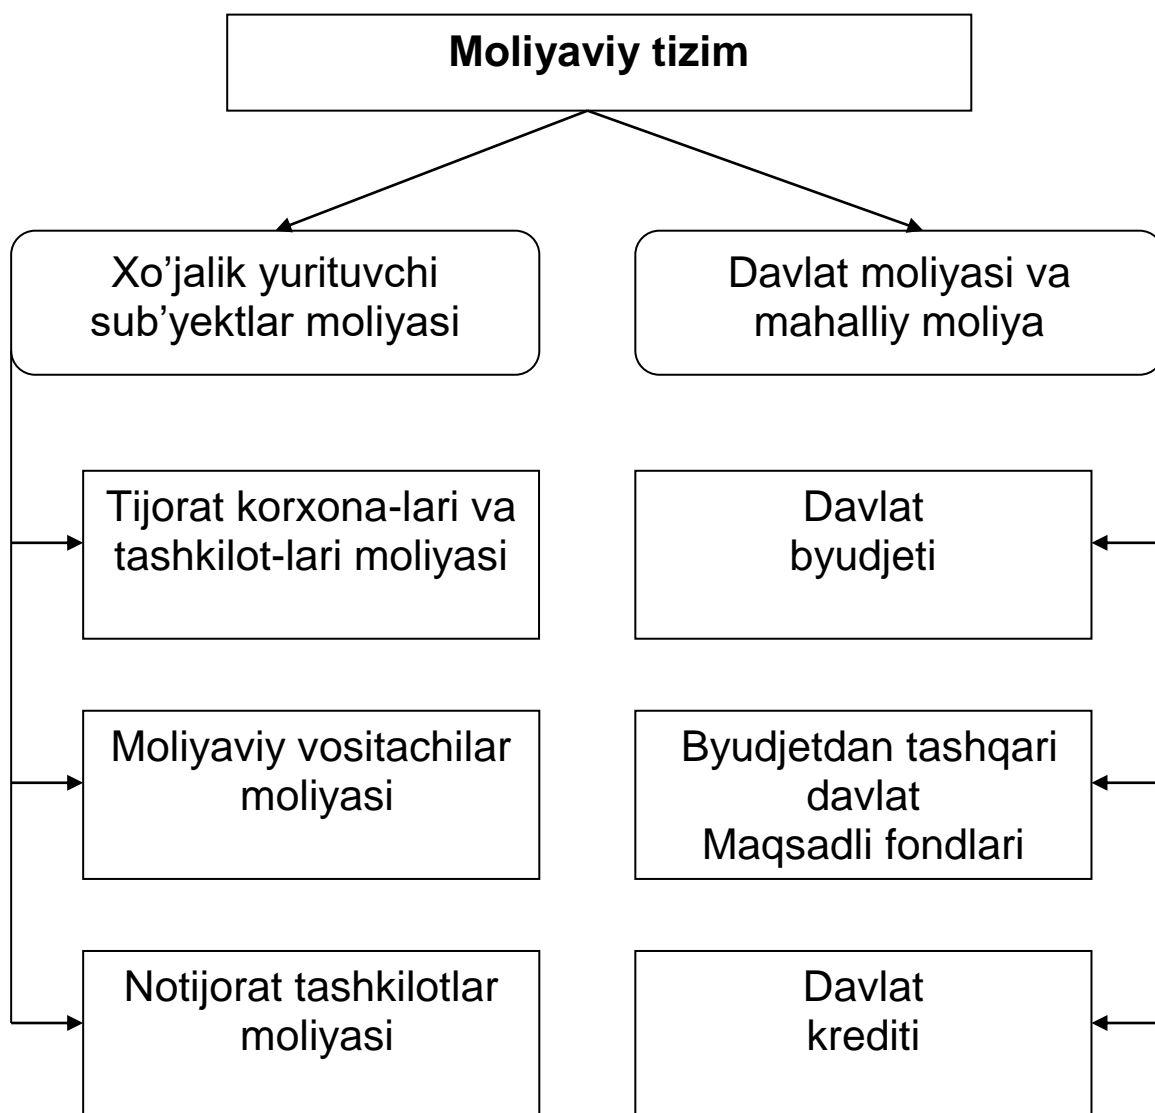 Moliyaviy tizim
Xo’jalik yurituvchi
sub’yektlar moliyasi
Davlat moliyasi va
mahalliy moliya
Tijorat korxona-lari va
tashkilot-lari moliyasi
Davlat
byudjeti
Moliyaviy vositachilar
moliyasi
Byudjetdan tashqari
davlat
Maqsadli fondlari
Notijorat tashkilotlar
moliyasi
Davlat
krediti